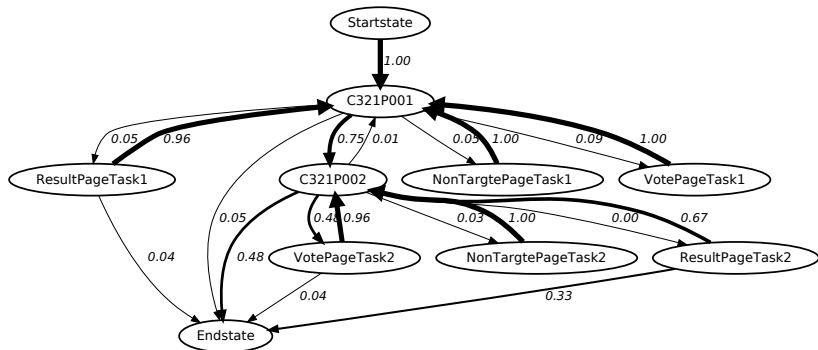 Startstate
1.00
C321P001
0.05
0.96
0.75
0.01
0.05
1.00
0.09
1.00
ResultPageTask1
C321P002
NonTargtePageTask1
VotePageTask1
0.05
0.48
0.48
0.96
0.03
1.00
0.00
0.67
0.04
VotePageTask2
NonTargtePageTask2
ResultPageTask2
0.04
0.33
Endstate